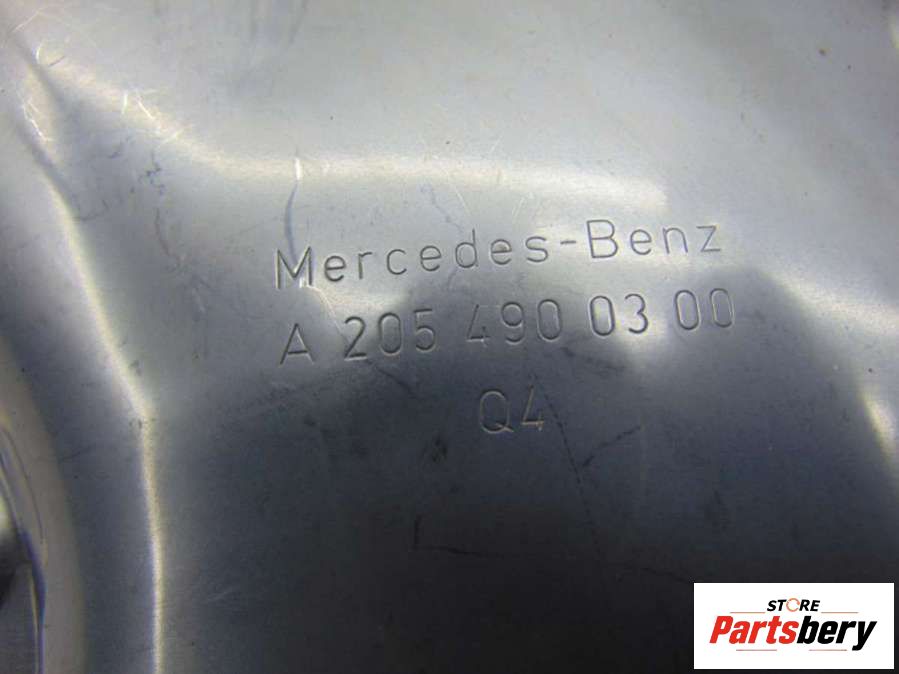 Mercedes-Benz
A 205 490 03 00
Q4
STORE
Partsbery